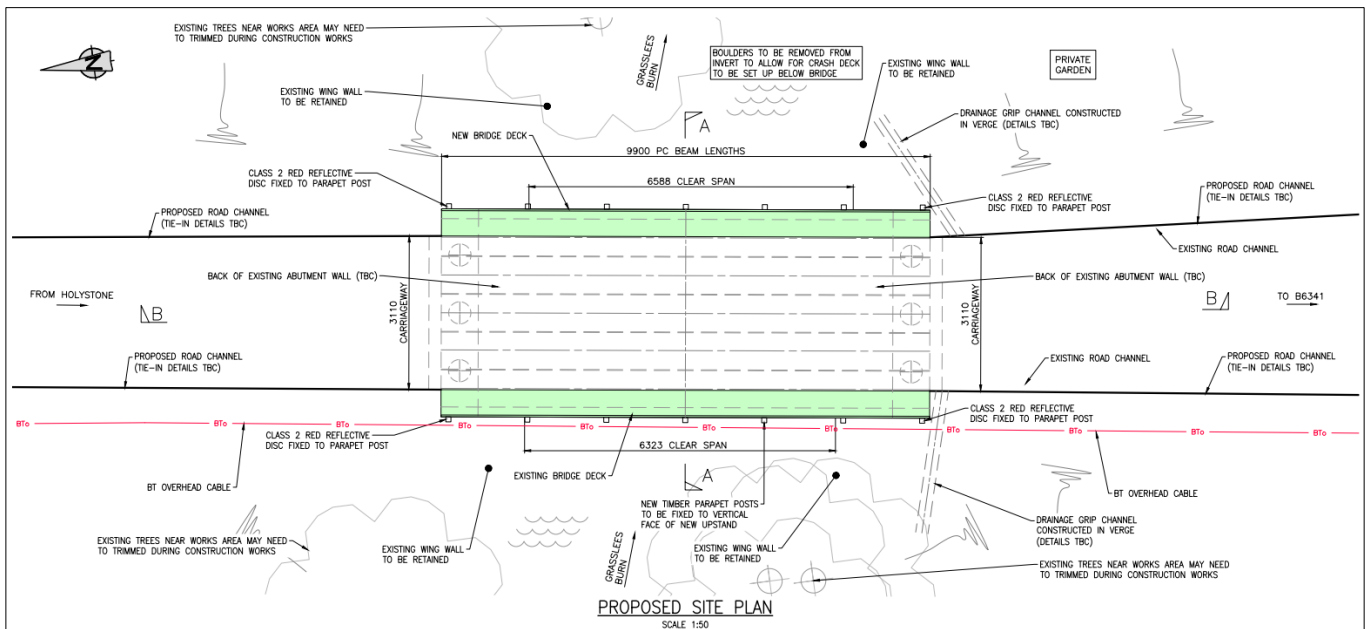 EXISTING TREES NEAR WORKS AREA MAY NEED
TO TRIMMED DURING CONSTRUCTION WORKS
GRASSLEES
BURN
BOULDERS TO BE REMOVED FROM
INVERT TO ALLOW FOR CRASH DECK
TO BE SET UP BELOW BRIDGE
EXISTING WING WALL
TO BE RETAINED
PRIVATE
GARDEN
N
EXISTING WING WALL
TO BE RETAINED
A
DRAINAGE GRIP CHANNEL CONSTRUCTED
IN VERGE (DETAILS TBC)
NEW BRIDGE DECK
9900 PC BEAM LENGTHS
CLASS 2 RED REFLECTIVE
DISC FIXED TO PARAPET POST
6588 CLEAR SPAN
CLASS 2 RED REFLECTIVE
DISC FIXED TO PARAPET POST
PROPOSED ROAD CHANNEL
(TIE-IN DETAILS TBC)
PROPOSED ROAD CHANNEL
(TIE-IN DETAILS TBC)
EXISTING ROAD CHANNEL
BACK OF EXISTING ABUTMENT WALL (TBC)
BACK OF EXISTING ABUTMENT WALL (TBC)
FROM HOLYSTONE
B
3110
CARRIAGEWAY
3110
CARRIAGEWAY
B
TO B6341
PROPOSED ROAD CHANNEL
(TIE-IN DETAILS TBC)
EXISTING ROAD CHANNEL
PROPOSED ROAD CHANNEL
(TIE-IN DETAILS TBC)
CLASS 2 RED REFLECTIVE
DISC FIXED TO PARAPET POST
BTo BTo BTo BTo BTo BTo BTo BTo BTo BTo BTo
CLASS 2 RED REFLECTIVE
DISC FIXED TO PARAPET POST
6323 CLEAR SPAN
EXISTING BRIDGE DECK
A
BT OVERHEAD CABLE
BT OVERHEAD CABLE
NEW TIMBER PARAPET POSTS
TO BE FIXED TO VERTICAL
FACE OF NEW UPSTAND
DRAINAGE GRIP CHANNEL
CONSTRUCTED IN VERGE
(DETAILS TBC)
EXISTING TREES NEAR WORKS AREA MAY NEED
TO TRIMMED DURING CONSTRUCTION WORKS
EXISTING WING WALL
TO BE RETAINED
GRASSLEES
BURN
EXISTING WING WALL
TO BE RETAINED
EXISTING TREES NEAR WORKS AREA MAY NEED
TO TRIMMED DURING CONSTRUCTION WORKS
PROPOSED SITE PLAN
SCALE 1:50